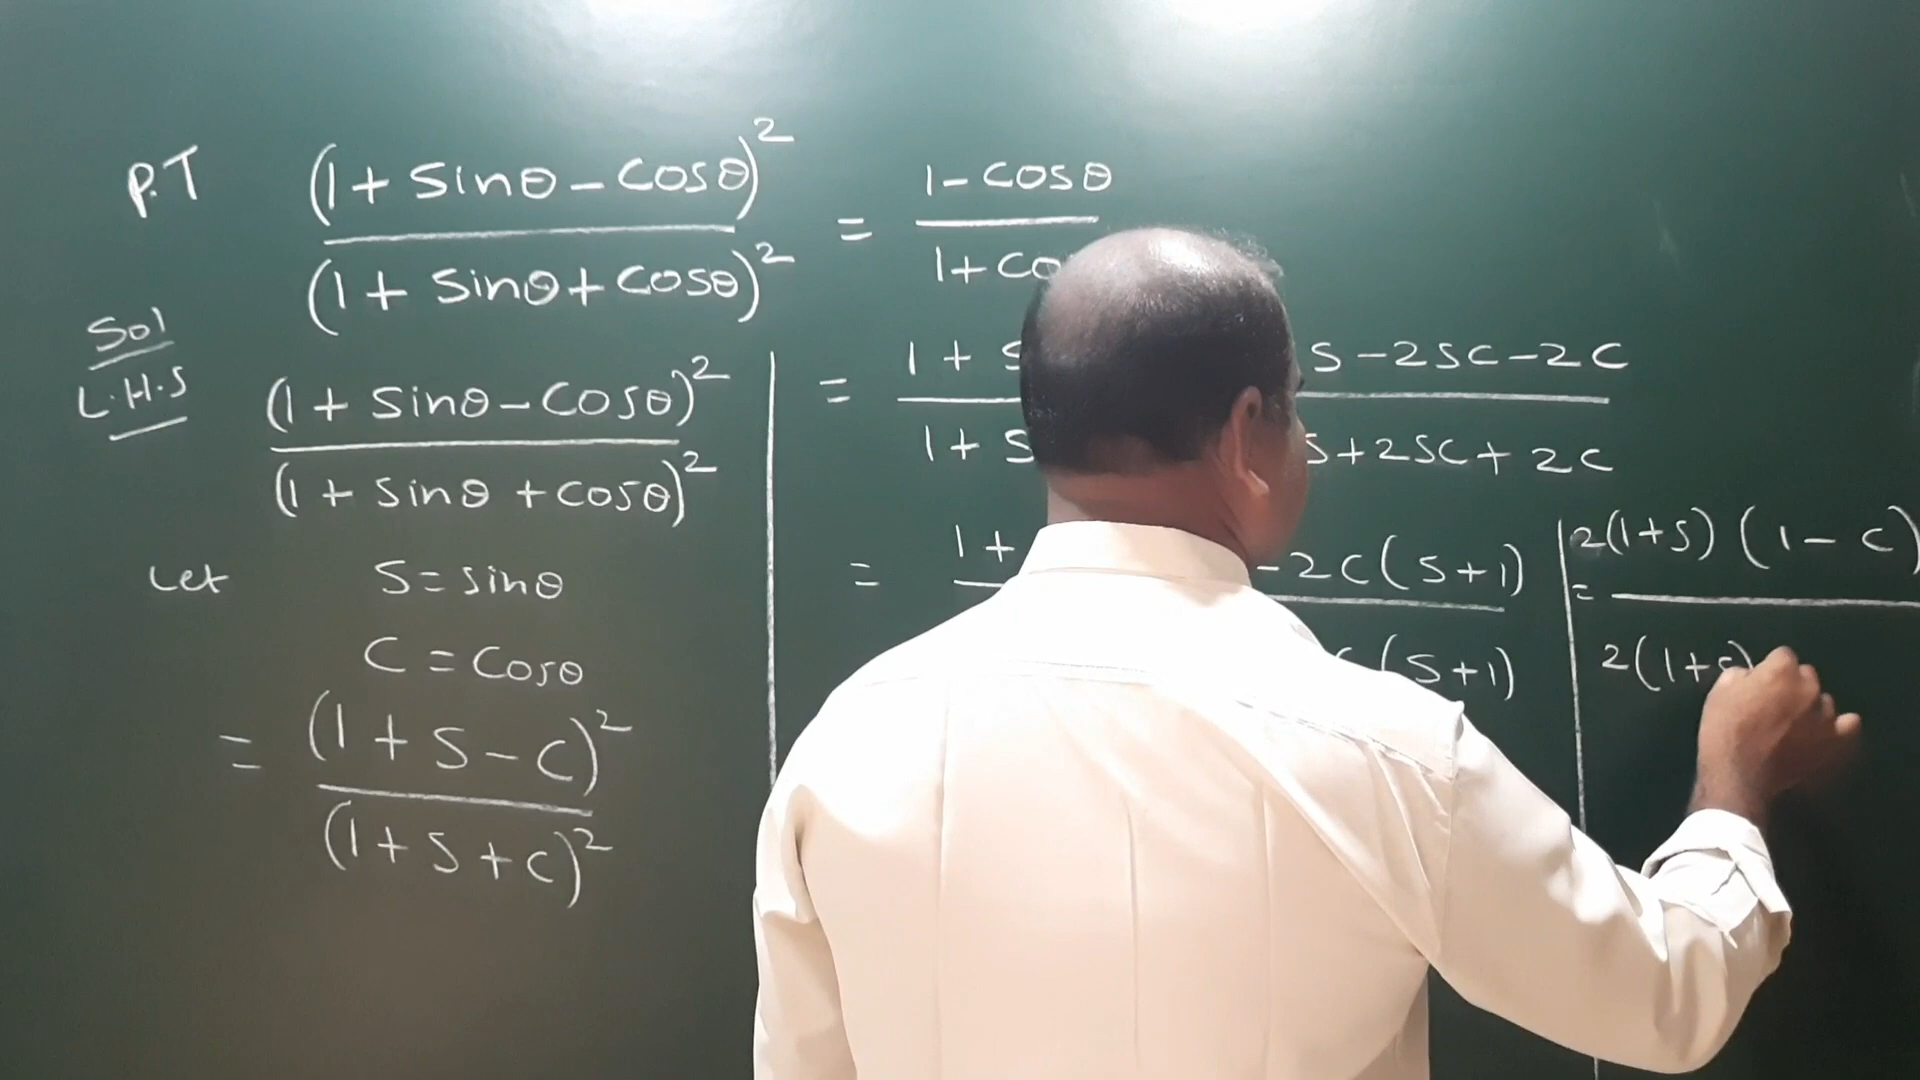 P.T (1 + sinθ - cosθ)² / (1 + sinθ + cosθ)² = 1 - cosθ / 1 + co
Sol
L.H.S
(1 + sinθ - cosθ)²
(1 + sinθ + cosθ)²
Let S = sinθ
C = cosθ
= (1 + S - C)²
(1 + S + C)²
= 1 + S S - 2SC - 2C
1 + S S + 2SC + 2C
= 1 + - 2C(S + 1)
(S + 1)
= 2(1 + S)(1 - C)
2(1 + S)